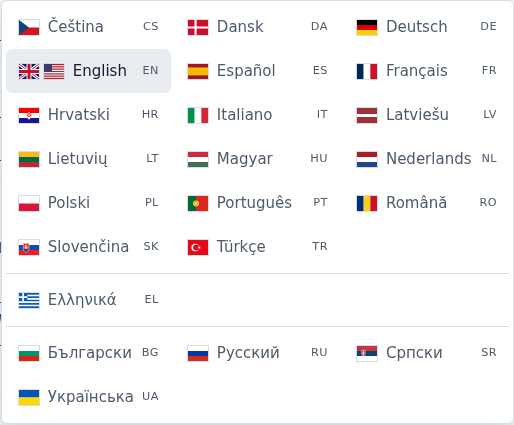 Čeština CS Dansk DA Deutsch DE
English EN Español ES Français FR
Hrvatski HR Italiano IT Latviešu LV
Lietuvių LT Magyar HU Nederlands NL
Polski PL Português PT Română RO
Slovenčina SK Türkçe TR
Ελληνικά EL
Български BG Русский RU Српски SR
Українська UA